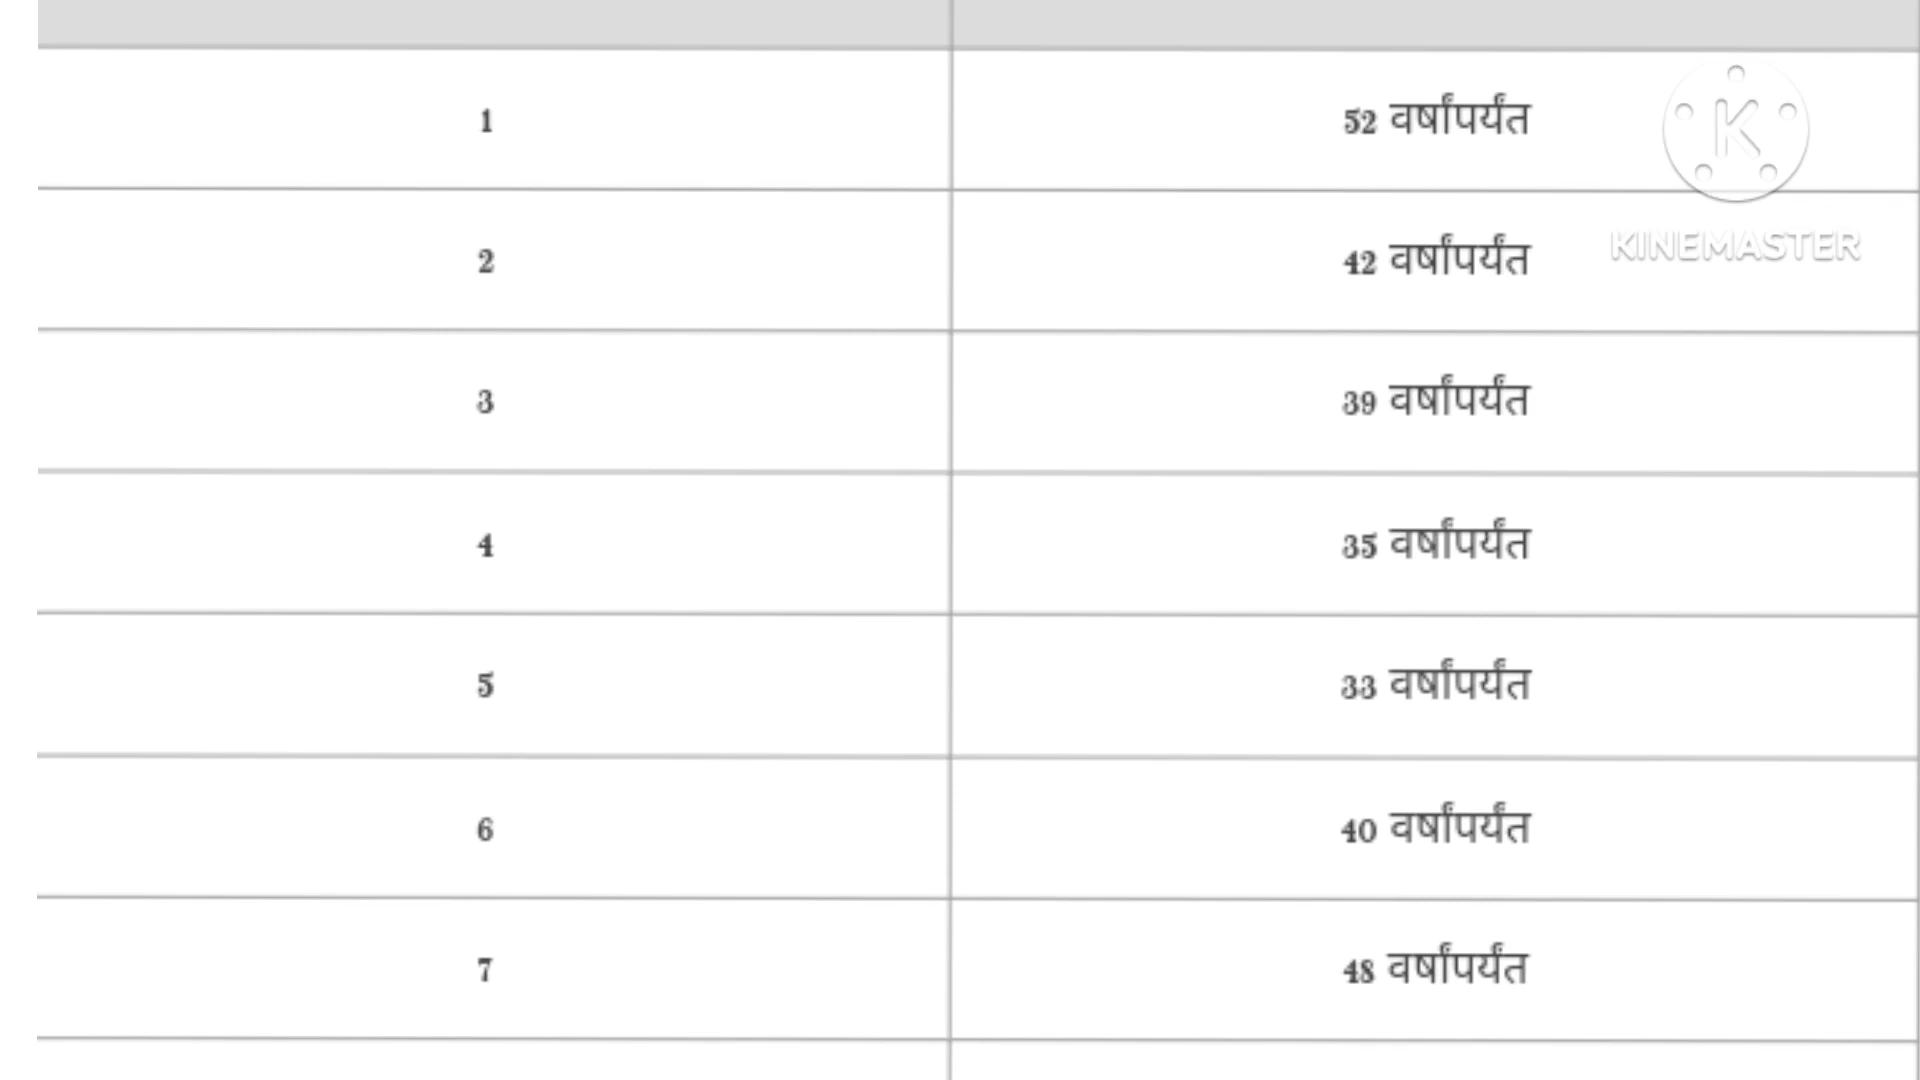 1 52 वर्षांपर्यंत
K
2 42 वर्षांपर्यंत
KINEMASTER
3 39 वर्षांपर्यंत
4 35 वर्षांपर्यंत
5 33 वर्षांपर्यंत
6 40 वर्षांपर्यंत
7 48 वर्षांपर्यंत